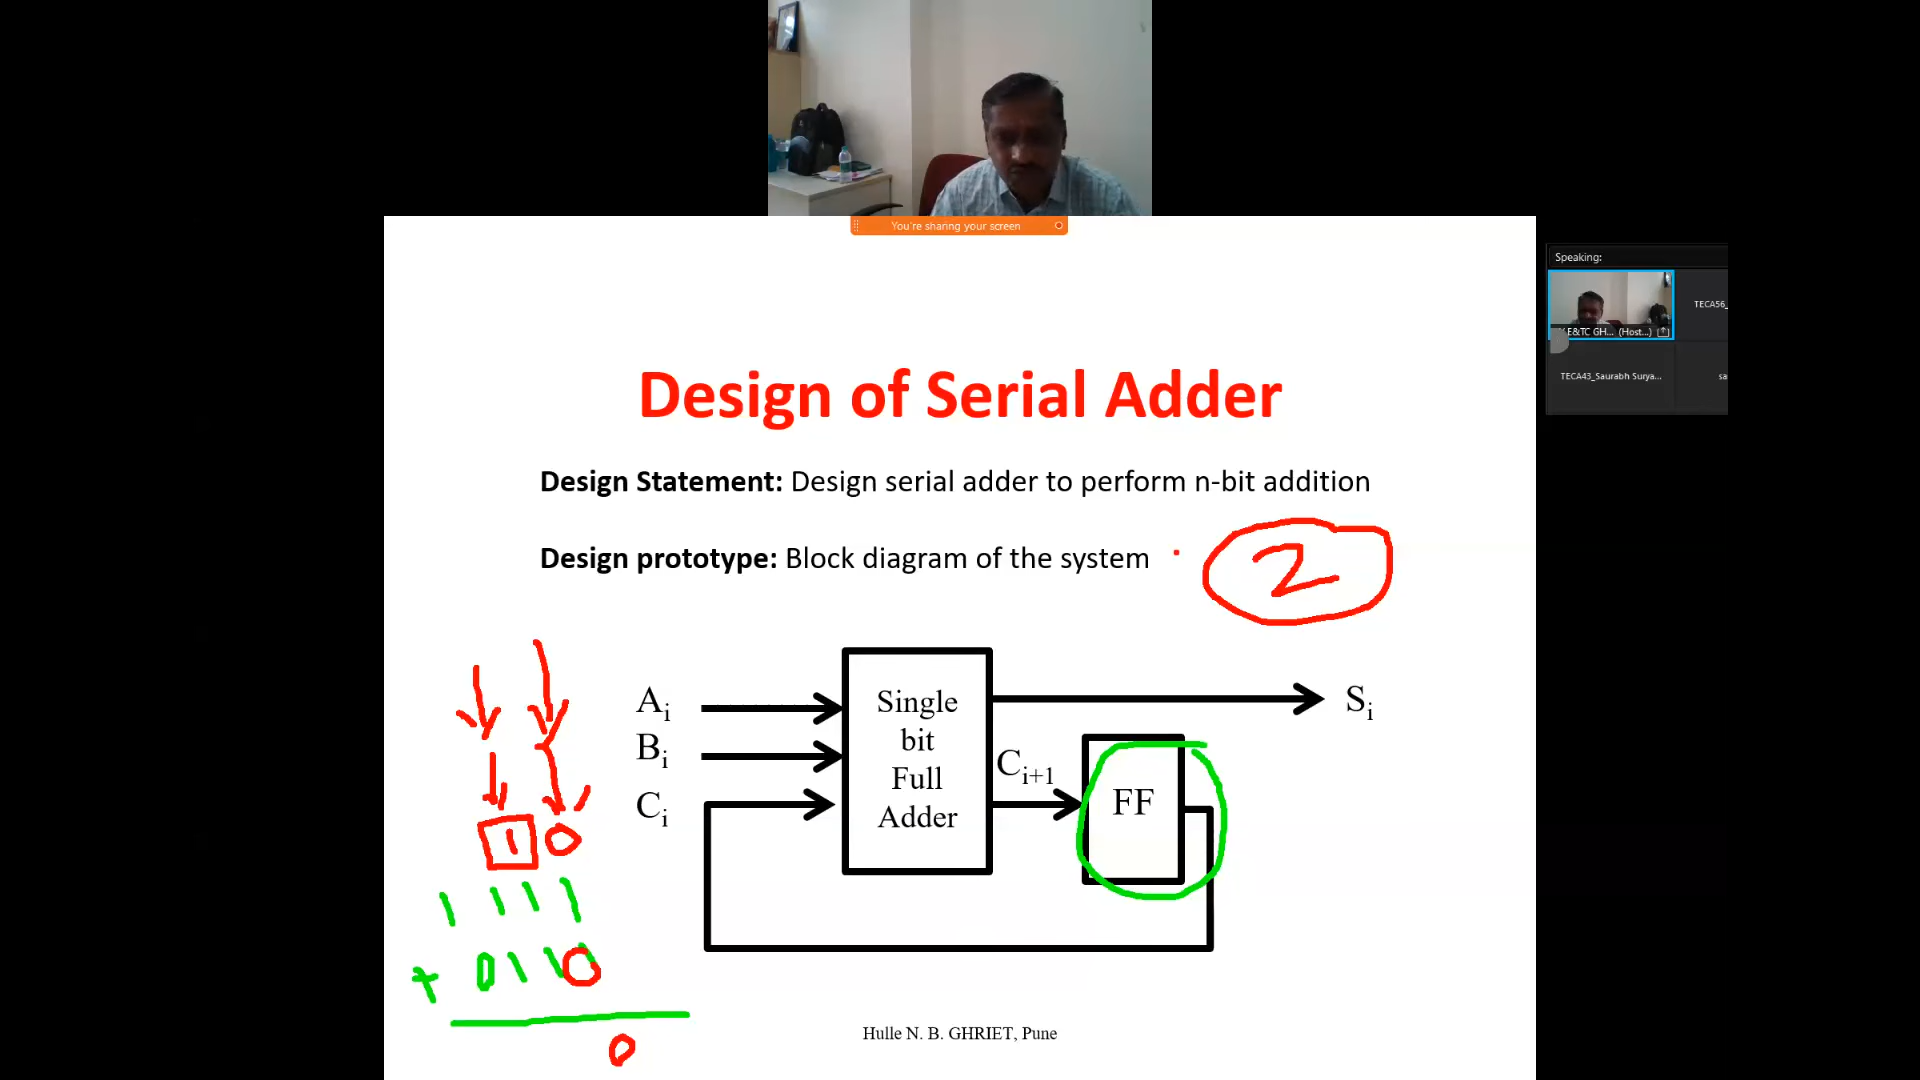 You're sharing your screen
Speaking:
TECA56_
E&TC GH... (Host...)
TECA43_Saurabh Surya...
sa
Design of Serial Adder
Design Statement: Design serial adder to perform n-bit addition
Design prototype: Block diagram of the system
2
Ai
Bi
Ci
Single
bit
Full
Adder
Si
Ci+1
FF
1 0
1 1 1 1
+ 0 1 1 0
0
Hulle N. B. GHRIET, Pune